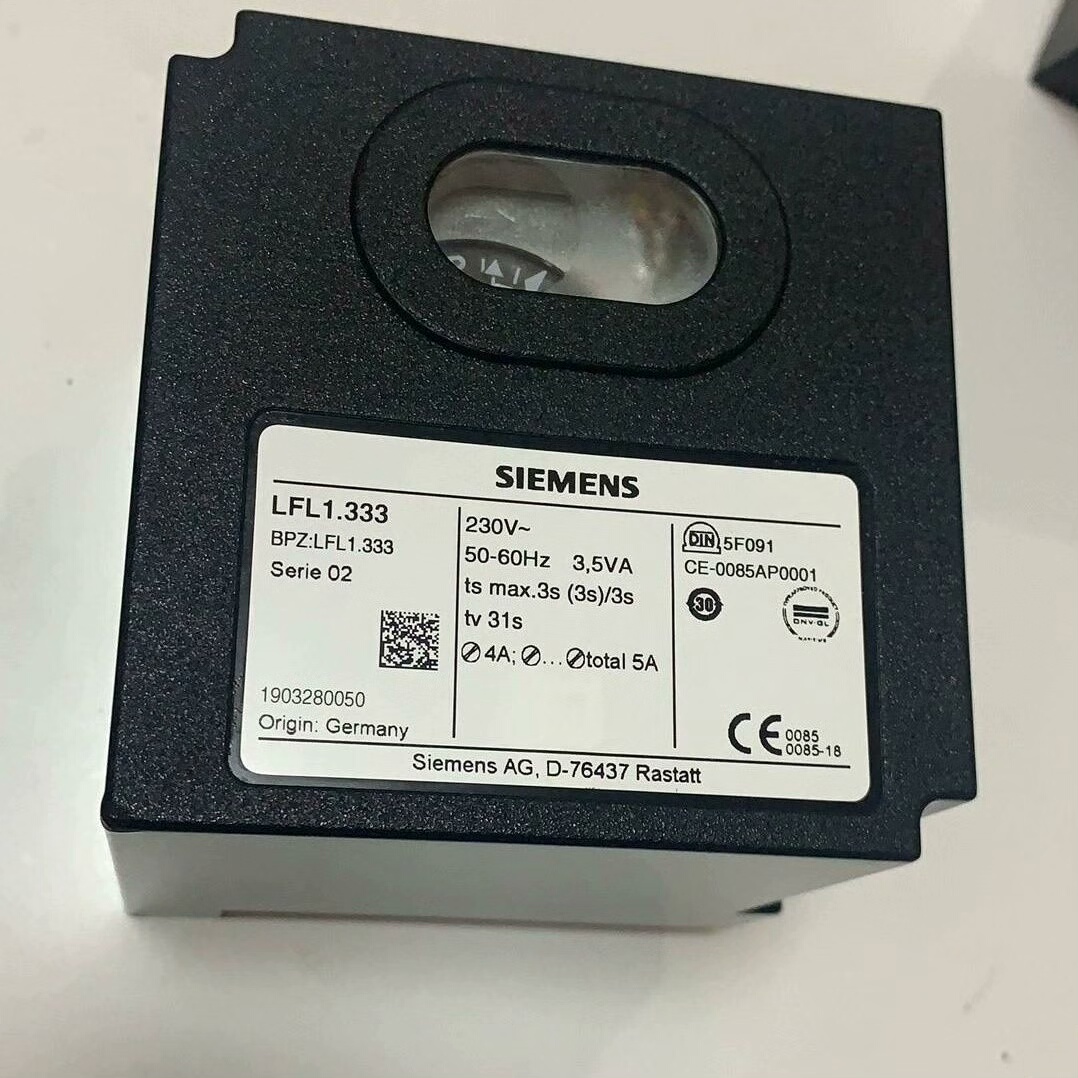 SIEMENS
LFL1.333
BPZ:LFL1.333
Serie 02
1903280050
Origin: Germany
230V~
50-60Hz 3,5VA
ts max.3s (3s)/3s
tv 31s
4A; ... total 5A
DIN 5F091
CE-0085AP0001
30
DNV·GL
CE 0085
0085-18
Siemens AG, D-76437 Rastatt